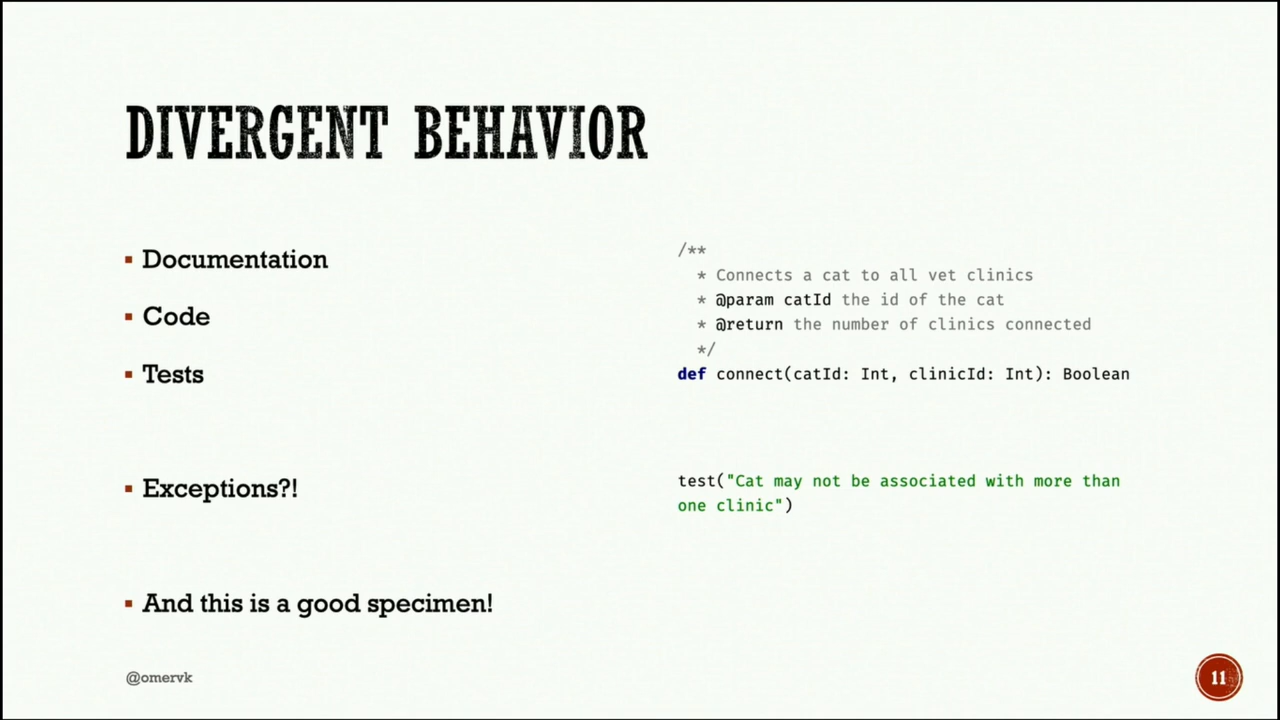 DIVERGENT BEHAVIOR
▪ Documentation
▪ Code
▪ Tests
▪ Exceptions?!
▪ And this is a good specimen!
/**
  * Connects a cat to all vet clinics
  * @param catId the id of the cat
  * @return the number of clinics connected
  */
def connect(catId: Int, clinicId: Int): Boolean
test("Cat may not be associated with more than
one clinic")
@omervk
11